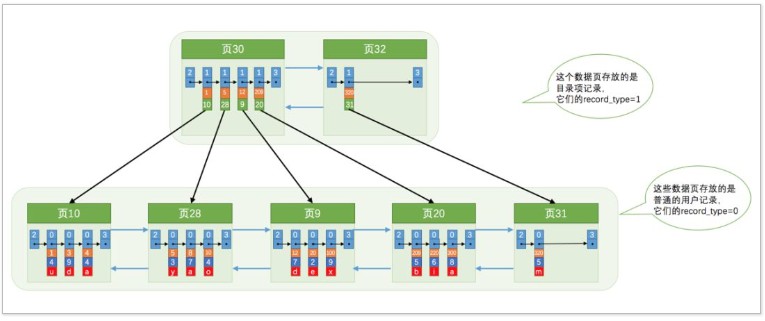 页30
页32
2 1 1 1 1 3
2 1 3
1 5 12 209
320
10 28 9 20
31
这个数据页存放的是
目录项记录,
它们的record_type=1
这些数据页存放的是
普通的用户记录,
它们的record_type=0
页10
页28
页9
页20
页31
2 0 0 0 3
2 0 0 0 3
2 0 0 0 3
2 0 0 0 3
2 0 3
1 3 4
5 8 10
12 20 100
209 220 300
320
4 9 4
3 7 4
7 2 9
5 6 8
5
u d a
y a o
d e x
b i a
m